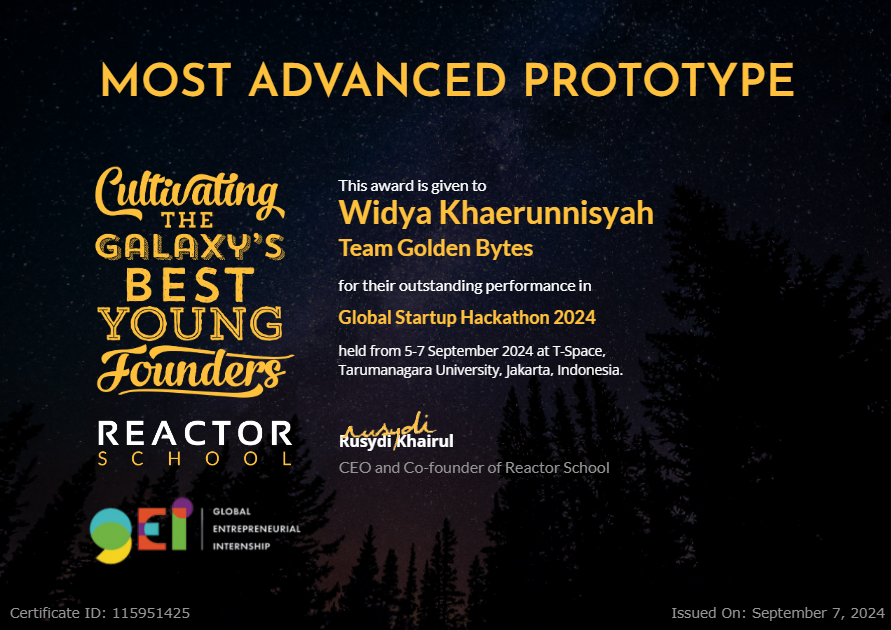 MOST ADVANCED PROTOTYPE
Cultivating
THE
GALAXY'S
BEST
YOUNG
Founders
REACTOR
SCHOOL
gei
GLOBAL
ENTREPRENEURIAL
INTERNSHIP
This award is given to
Widya Khaerunnisyah
Team Golden Bytes
for their outstanding performance in
Global Startup Hackathon 2024
held from 5-7 September 2024 at T-Space,
Tarumanagara University, Jakarta, Indonesia.
rusydi
Rusydi Khairul
CEO and Co-founder of Reactor School
Certificate ID: 115951425
Issued On: September 7, 2024